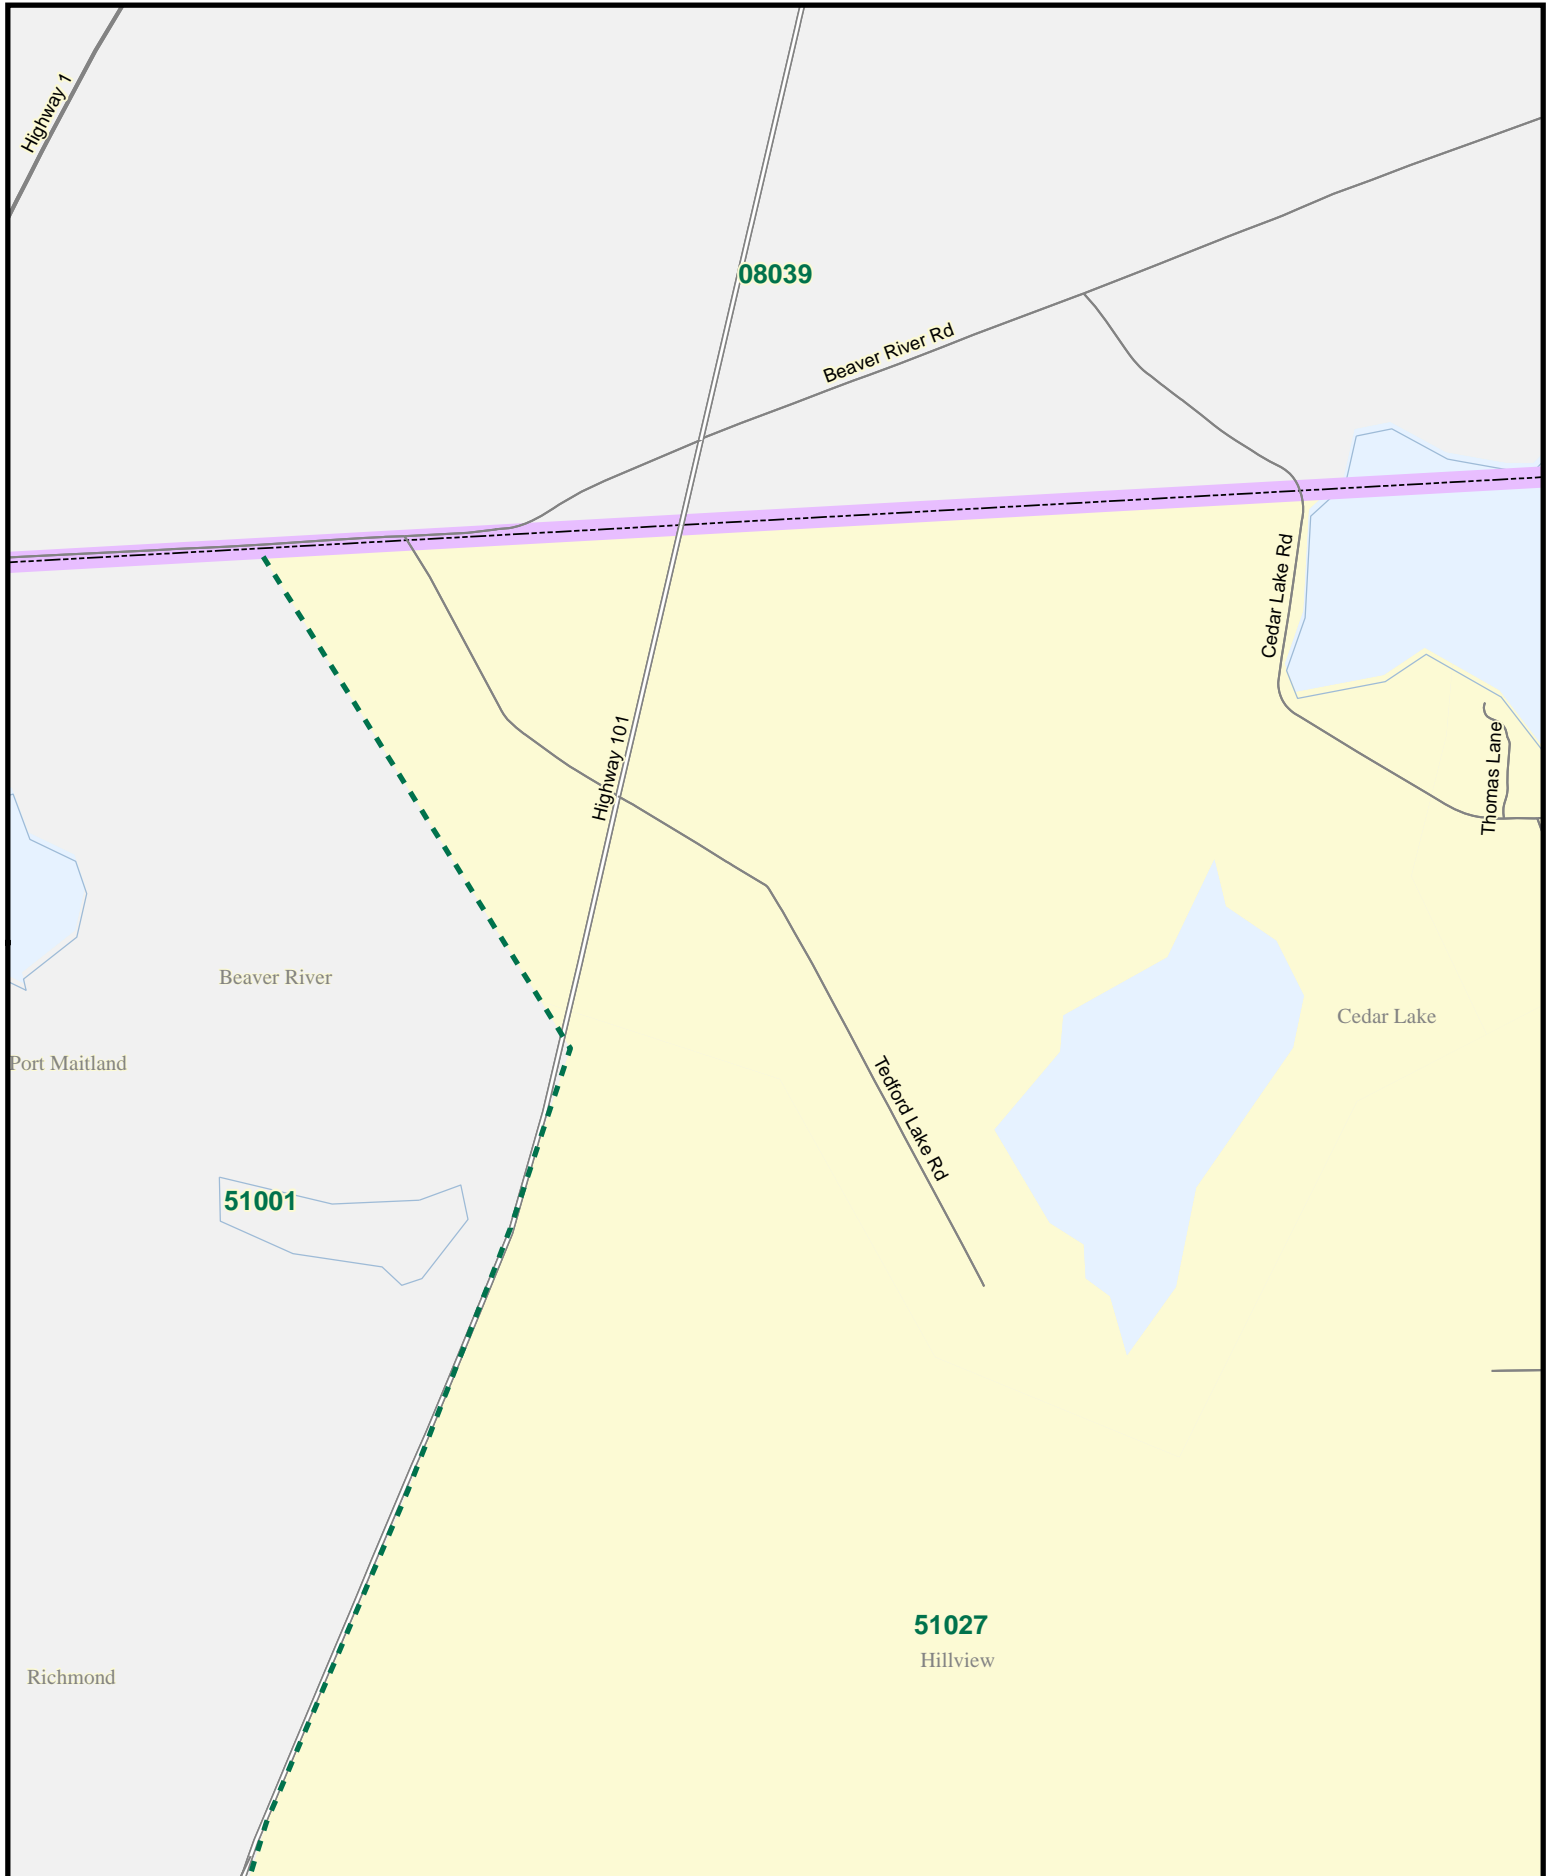 Highway 1
08039
Beaver River Rd
Cedar Lake Rd
Highway 101
Thomas Lane
Beaver River
Cedar Lake
Port Maitland
Tedford Lake Rd
51001
51027
Hillview
Richmond